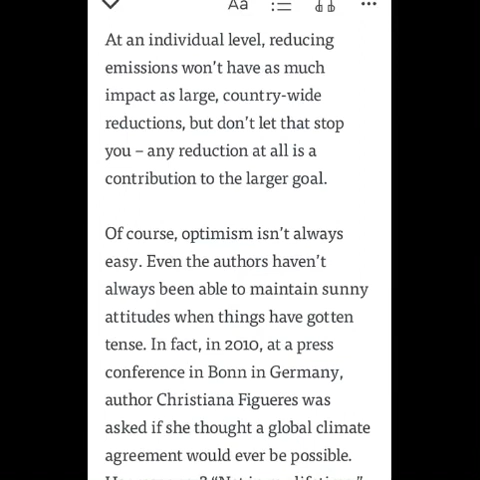 Aa
At an individual level, reducing
emissions won't have as much
impact as large, country-wide
reductions, but don't let that stop
you – any reduction at all is a
contribution to the larger goal.
Of course, optimism isn't always
easy. Even the authors haven't
always been able to maintain sunny
attitudes when things have gotten
tense. In fact, in 2010, at a press
conference in Bonn in Germany,
author Christiana Figueres was
asked if she thought a global climate
agreement would ever be possible.